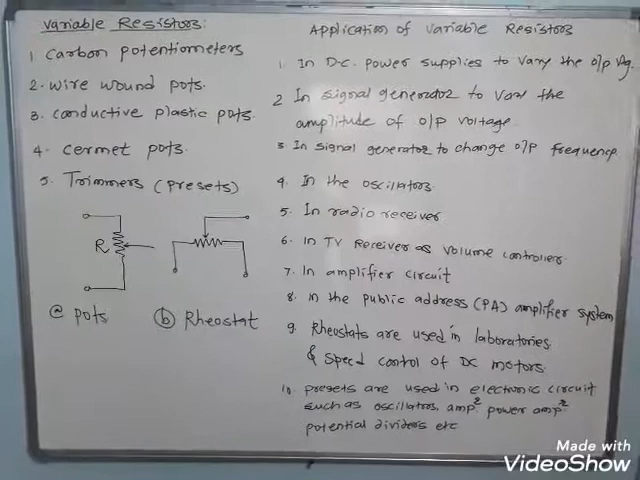 Variable Resistors:
1 Carbon potentiometers
2. wire wound pots.
3. conductive plastic pots.
4. cermet pots.
5. Trimmers (presets)
R
(a) pots
(b) Rheostat
Application of variable Resistors
1. In D.C. power supplies to vary the o/p Vg.
2 In signal generator to vary the
amplitude of o/p voltage.
3 In signal generator to change o/p frequency.
4. In the oscillators.
5. In radio receiver
6. In TV Receiver as volume controller.
7. In amplifier circuit
8. in the public address (PA) amplifier system
9. Rheostats are used in laboratories
& speed control of DC motors.
10. presets are used in electronic circuit
such as oscillators, amp.r power amp.r
potential dividers etc
Made with
VideoShow